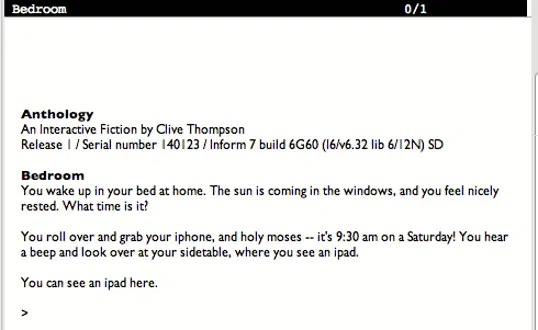 Bedroom 0/1
Anthology
An Interactive Fiction by Clive Thompson
Release 1 / Serial number 140123 / Inform 7 build 6G60 (I6/v6.32 lib 6/12N) SD
Bedroom
You wake up in your bed at home. The sun is coming in the windows, and you feel nicely
rested. What time is it?
You roll over and grab your iphone, and holy moses -- it's 9:30 am on a Saturday! You hear
a beep and look over at your sidetable, where you see an ipad.
You can see an ipad here.
>